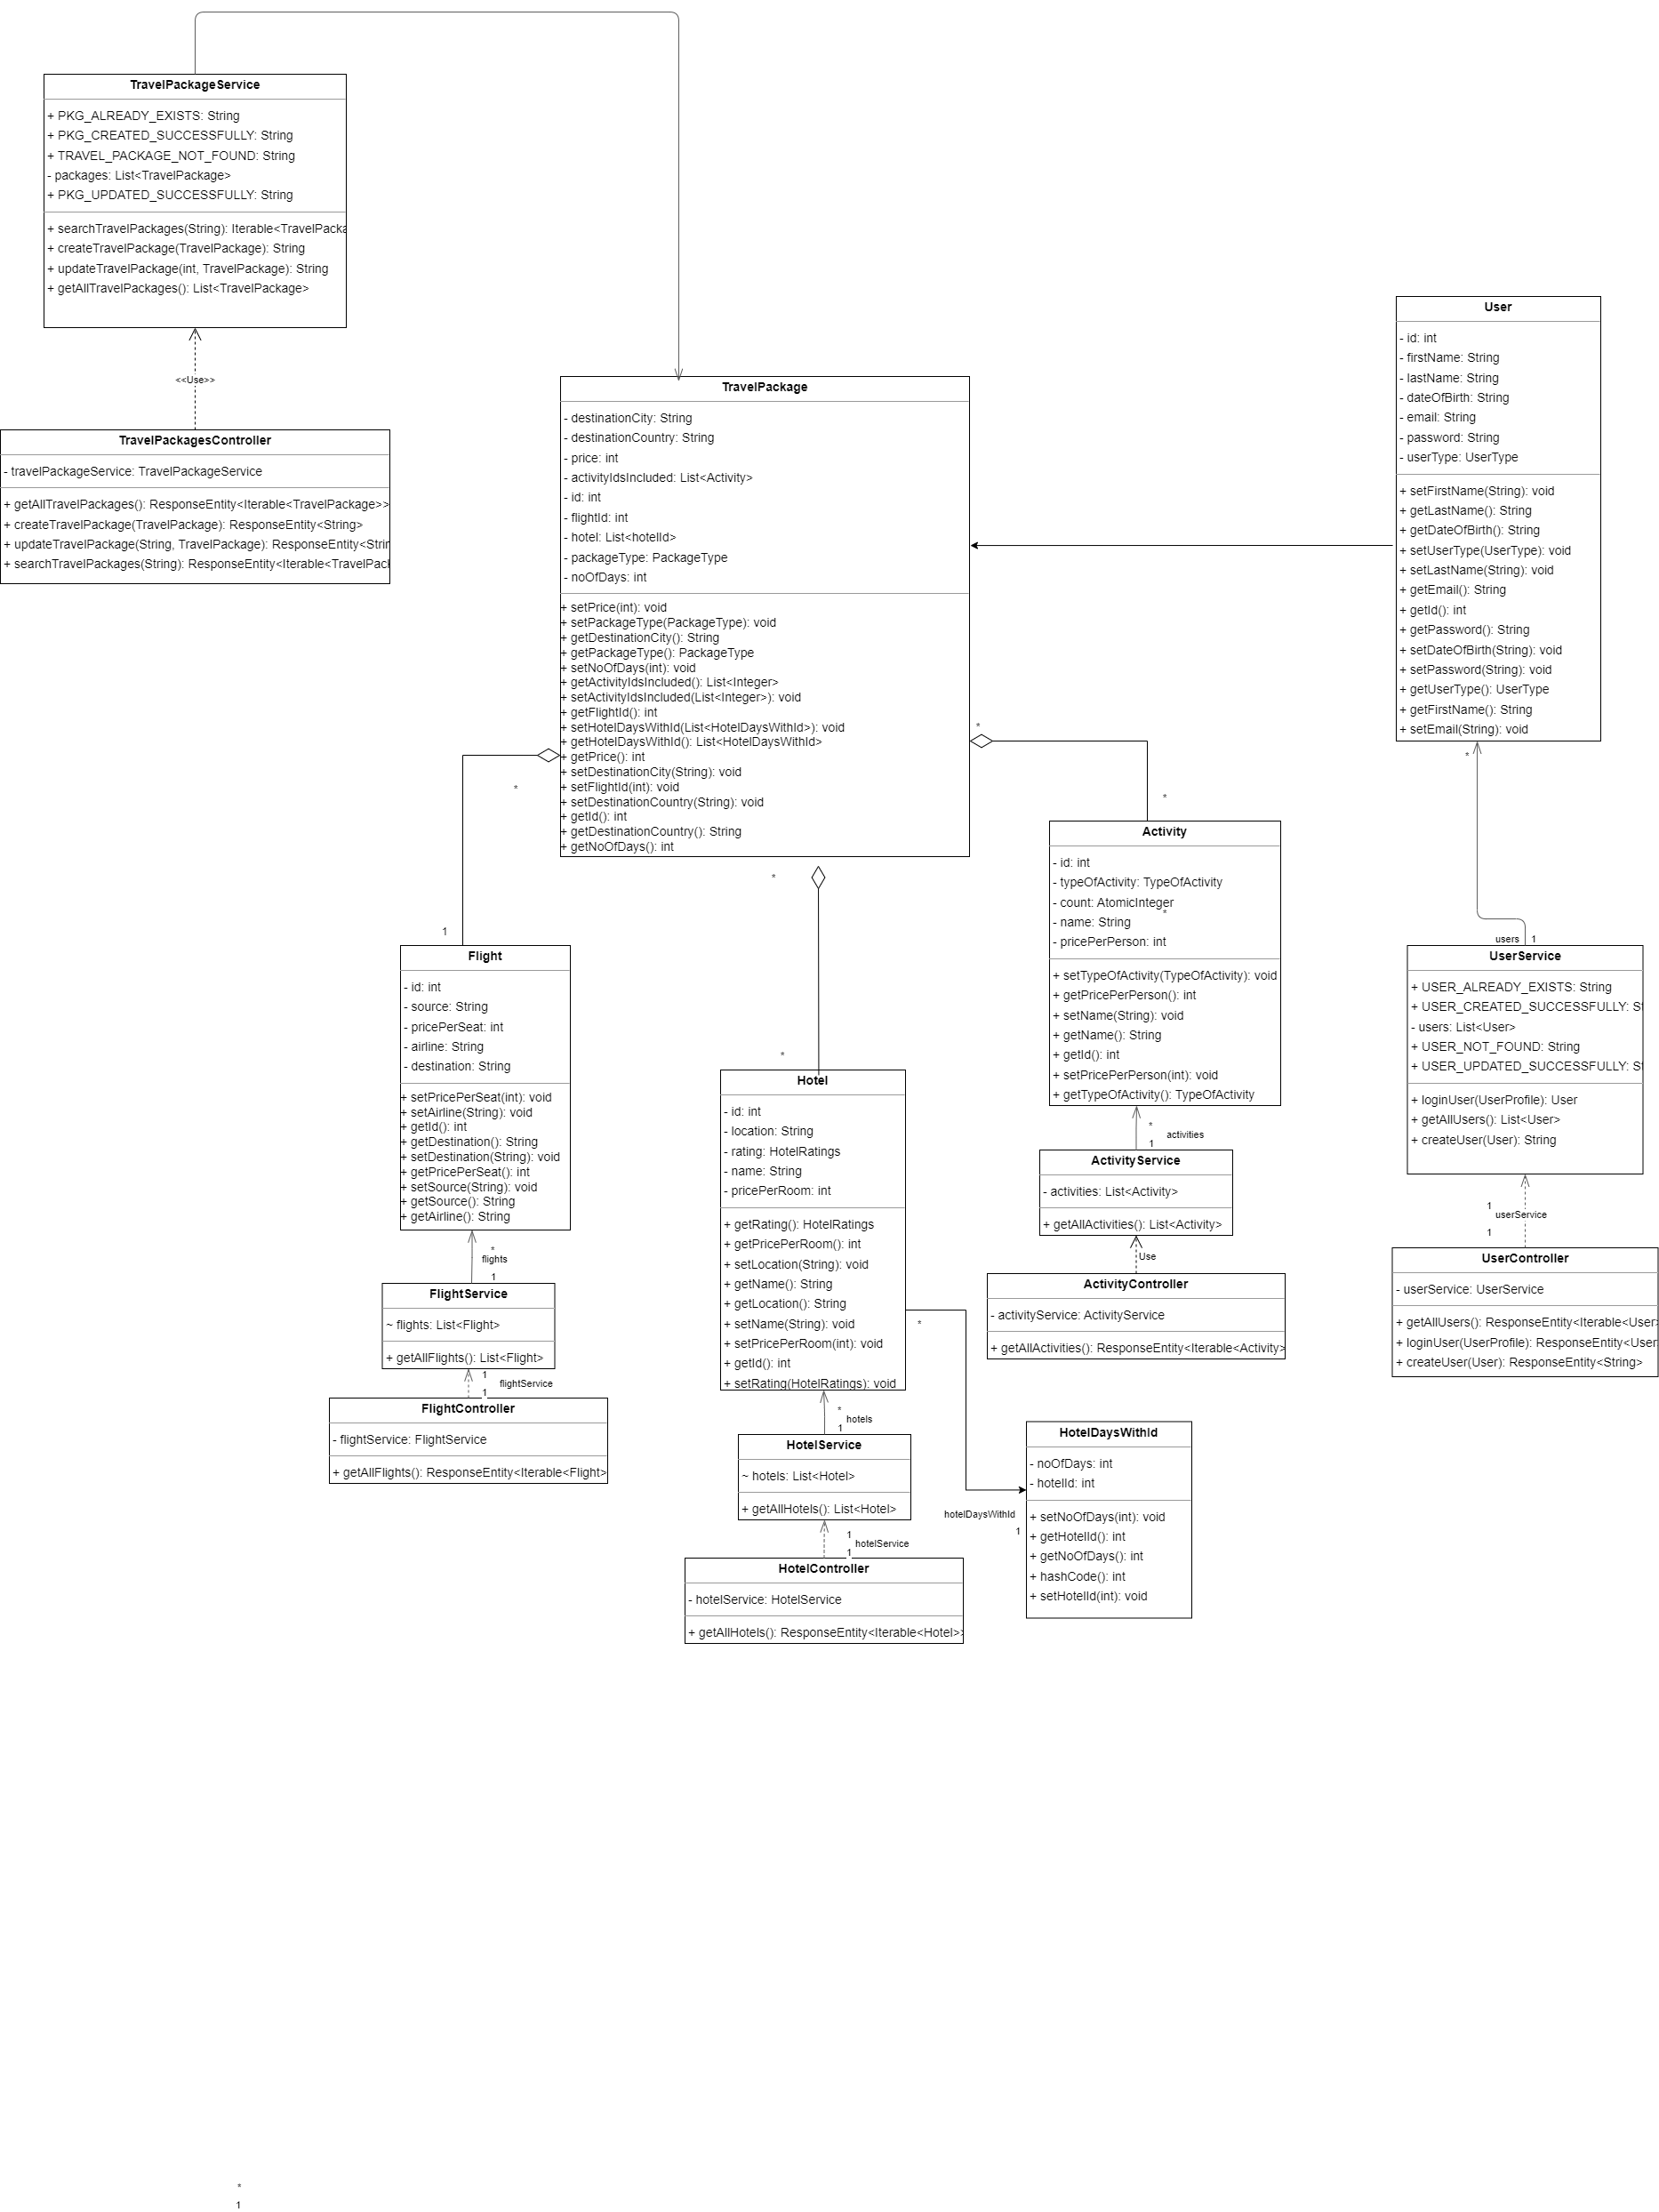 TravelPackageService
+ PKG_ALREADY_EXISTS: String
+ PKG_CREATED_SUCCESSFULLY: String
+ TRAVEL_PACKAGE_NOT_FOUND: String
- packages: List<TravelPackage>
+ PKG_UPDATED_SUCCESSFULLY: String
+ searchTravelPackages(String): Iterable<TravelPacka
+ createTravelPackage(TravelPackage): String
+ updateTravelPackage(int, TravelPackage): String
+ getAllTravelPackages(): List<TravelPackage>
<<Use>>
TravelPackagesController
- travelPackageService: TravelPackageService
+ getAllTravelPackages(): ResponseEntity<Iterable<TravelPackage>>
+ createTravelPackage(TravelPackage): ResponseEntity<String>
+ updateTravelPackage(String, TravelPackage): ResponseEntity<Strin
+ searchTravelPackages(String): ResponseEntity<Iterable<TravelPack
TravelPackage
- destinationCity: String
- destinationCountry: String
- price: int
- activityIdsIncluded: List<Activity>
- id: int
- flightId: int
- hotel: List<hotelId>
- packageType: PackageType
- noOfDays: int
+ setPrice(int): void
+ setPackageType(PackageType): void
+ getDestinationCity(): String
+ getPackageType(): PackageType
+ setNoOfDays(int): void
+ getActivityIdsIncluded(): List<Integer>
+ setActivityIdsIncluded(List<Integer>): void
+ getFlightId(): int
+ setHotelDaysWithId(List<HotelDaysWithId>): void
+ getHotelDaysWithId(): List<HotelDaysWithId>
+ getPrice(): int
+ setDestinationCity(String): void
+ setFlightId(int): void
+ setDestinationCountry(String): void
+ getId(): int
+ getDestinationCountry(): String
+ getNoOfDays(): int
User
- id: int
- firstName: String
- lastName: String
- dateOfBirth: String
- email: String
- password: String
- userType: UserType
+ setFirstName(String): void
+ getLastName(): String
+ getDateOfBirth(): String
+ setUserType(UserType): void
+ setLastName(String): void
+ getEmail(): String
+ getId(): int
+ getPassword(): String
+ setDateOfBirth(String): void
+ setPassword(String): void
+ getUserType(): UserType
+ getFirstName(): String
+ setEmail(String): void
*
*
*
*
*
1
*
Activity
- id: int
- typeOfActivity: TypeOfActivity
- count: AtomicInteger
*
- name: String
- pricePerPerson: int
+ setTypeOfActivity(TypeOfActivity): void
+ getPricePerPerson(): int
+ setName(String): void
+ getName(): String
+ getId(): int
+ setPricePerPerson(int): void
+ getTypeOfActivity(): TypeOfActivity
*
activities
1
ActivityService
- activities: List<Activity>
+ getAllActivities(): List<Activity>
Use
ActivityController
- activityService: ActivityService
+ getAllActivities(): ResponseEntity<Iterable<Activity>
users 1
UserService
+ USER_ALREADY_EXISTS: String
+ USER_CREATED_SUCCESSFULLY: St
- users: List<User>
+ USER_NOT_FOUND: String
+ USER_UPDATED_SUCCESSFULLY: St
+ loginUser(UserProfile): User
+ getAllUsers(): List<User>
+ createUser(User): String
1
userService
1
UserController
- userService: UserService
+ getAllUsers(): ResponseEntity<Iterable<User>
+ loginUser(UserProfile): ResponseEntity<User
+ createUser(User): ResponseEntity<String>
Flight
- id: int
- source: String
- pricePerSeat: int
- airline: String
- destination: String
+ setPricePerSeat(int): void
+ setAirline(String): void
+ getId(): int
+ getDestination(): String
+ setDestination(String): void
+ getPricePerSeat(): int
+ setSource(String): void
+ getSource(): String
+ getAirline(): String
*
flights
1
FlightService
~ flights: List<Flight>
+ getAllFlights(): List<Flight>
1
flightService
1
FlightController
- flightService: FlightService
+ getAllFlights(): ResponseEntity<Iterable<Flight>
Hotel
- id: int
- location: String
- rating: HotelRatings
- name: String
- pricePerRoom: int
+ getRating(): HotelRatings
+ getPricePerRoom(): int
+ setLocation(String): void
+ getName(): String
+ getLocation(): String
+ setName(String): void
+ setPricePerRoom(int): void
+ getId(): int
+ setRating(HotelRatings): void
*
*
hotels
1
HotelService
~ hotels: List<Hotel>
+ getAllHotels(): List<Hotel>
1
hotelService
1
HotelController
- hotelService: HotelService
+ getAllHotels(): ResponseEntity<Iterable<Hotel>>
hotelDaysWithId
1
HotelDaysWithId
- noOfDays: int
- hotelId: int
+ setNoOfDays(int): void
+ getHotelId(): int
+ getNoOfDays(): int
+ hashCode(): int
+ setHotelId(int): void
*
1